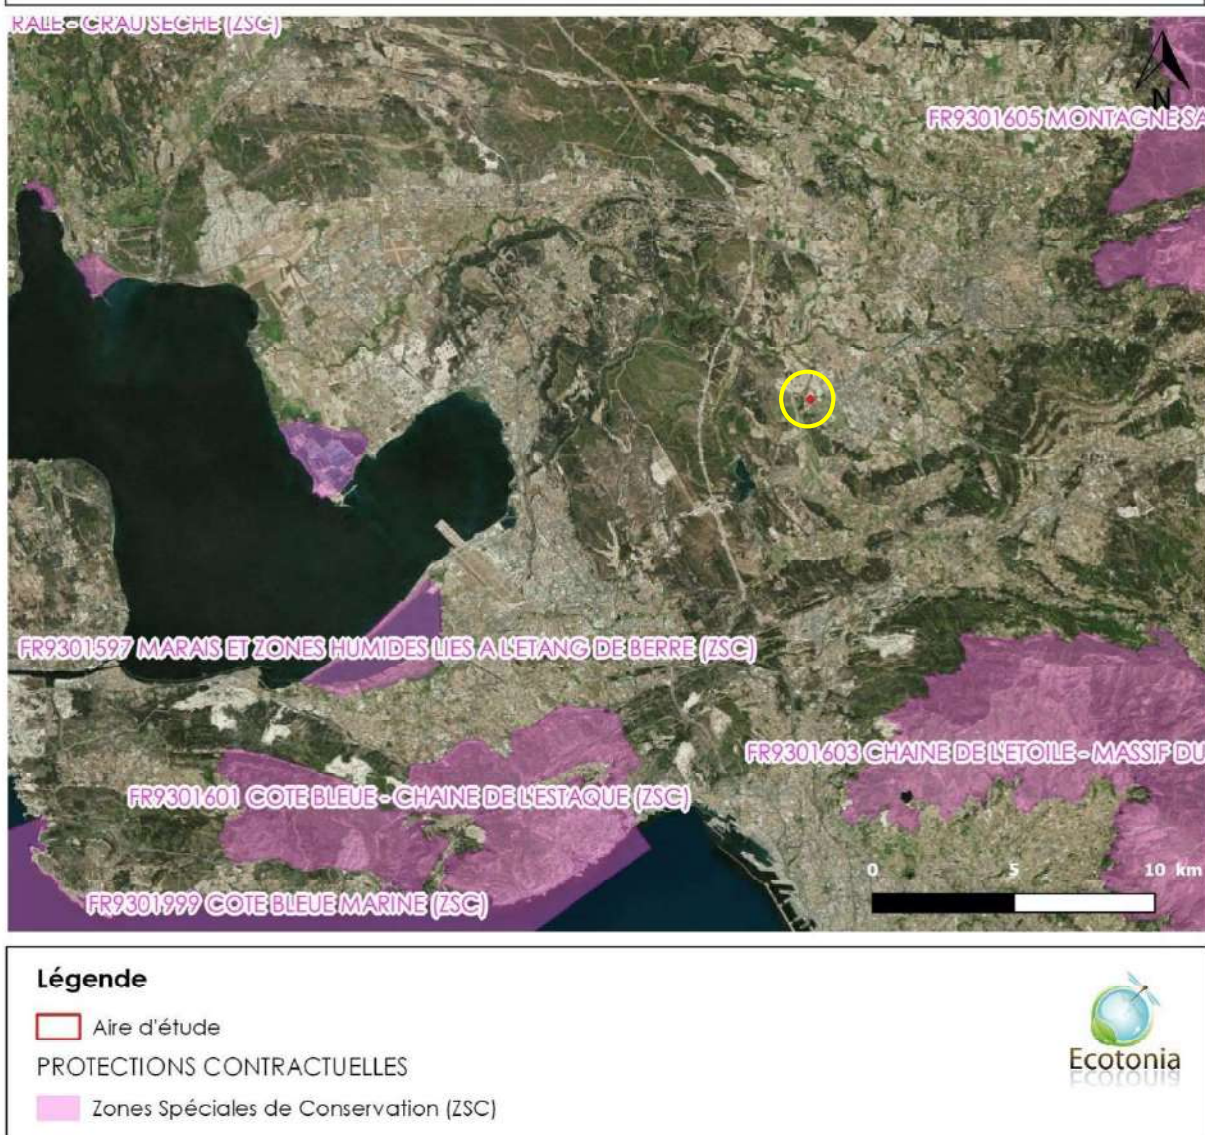 RALE - CRAU SECHE (ZSC)
N
FR9301605 MONTAGNE SA
FR9301597 MARAIS ET ZONES HUMIDES LIES A L'ETANG DE BERRE (ZSC)
FR9301603 CHAINE DE L'ETOILE - MASSIF DU
FR9301601 COTE BLEUE - CHAINE DE L'ESTAQUE (ZSC)
0 5 10 km
FR9301999 COTE BLEUE MARINE (ZSC)
Légende
Aire d'étude
PROTECTIONS CONTRACTUELLES
Zones Spéciales de Conservation (ZSC)
Ecotonia